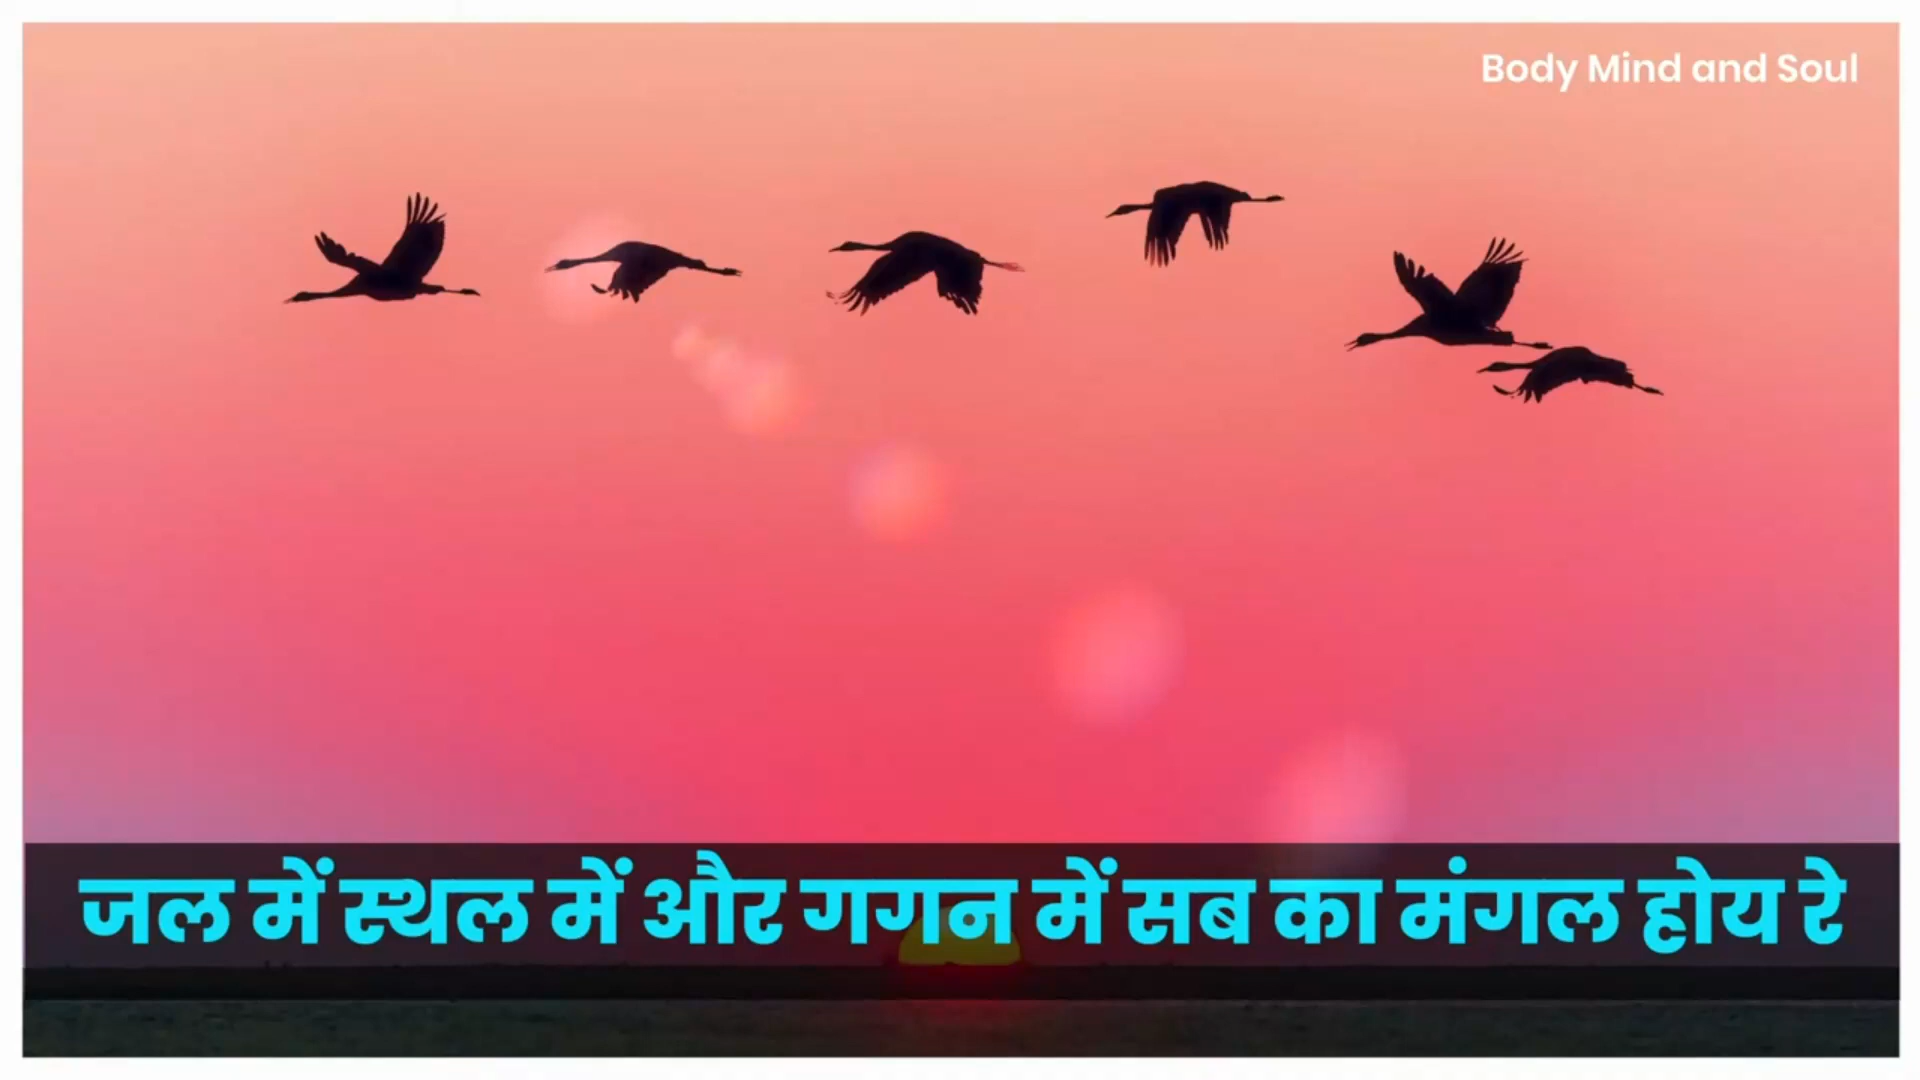 Body Mind and Soul
जल में स्थल में और गगन में सब का मंगल होय रे